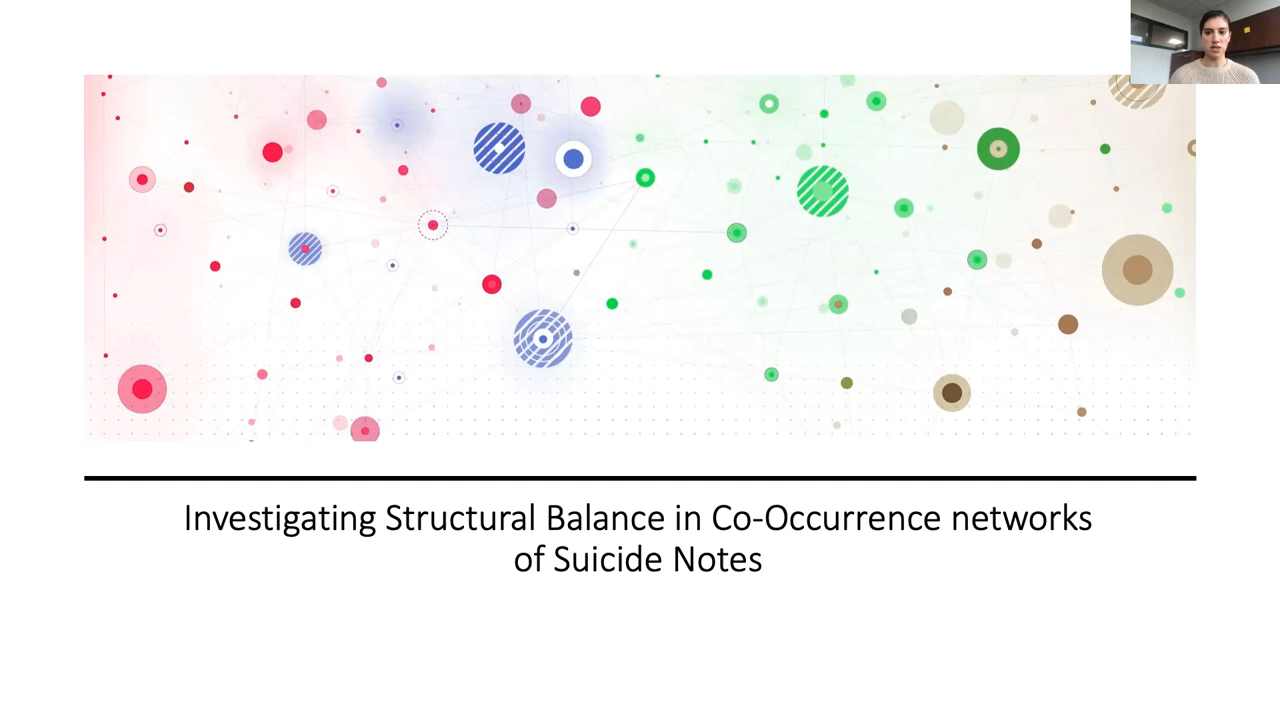 Investigating Structural Balance in Co-Occurrence networks
of Suicide Notes